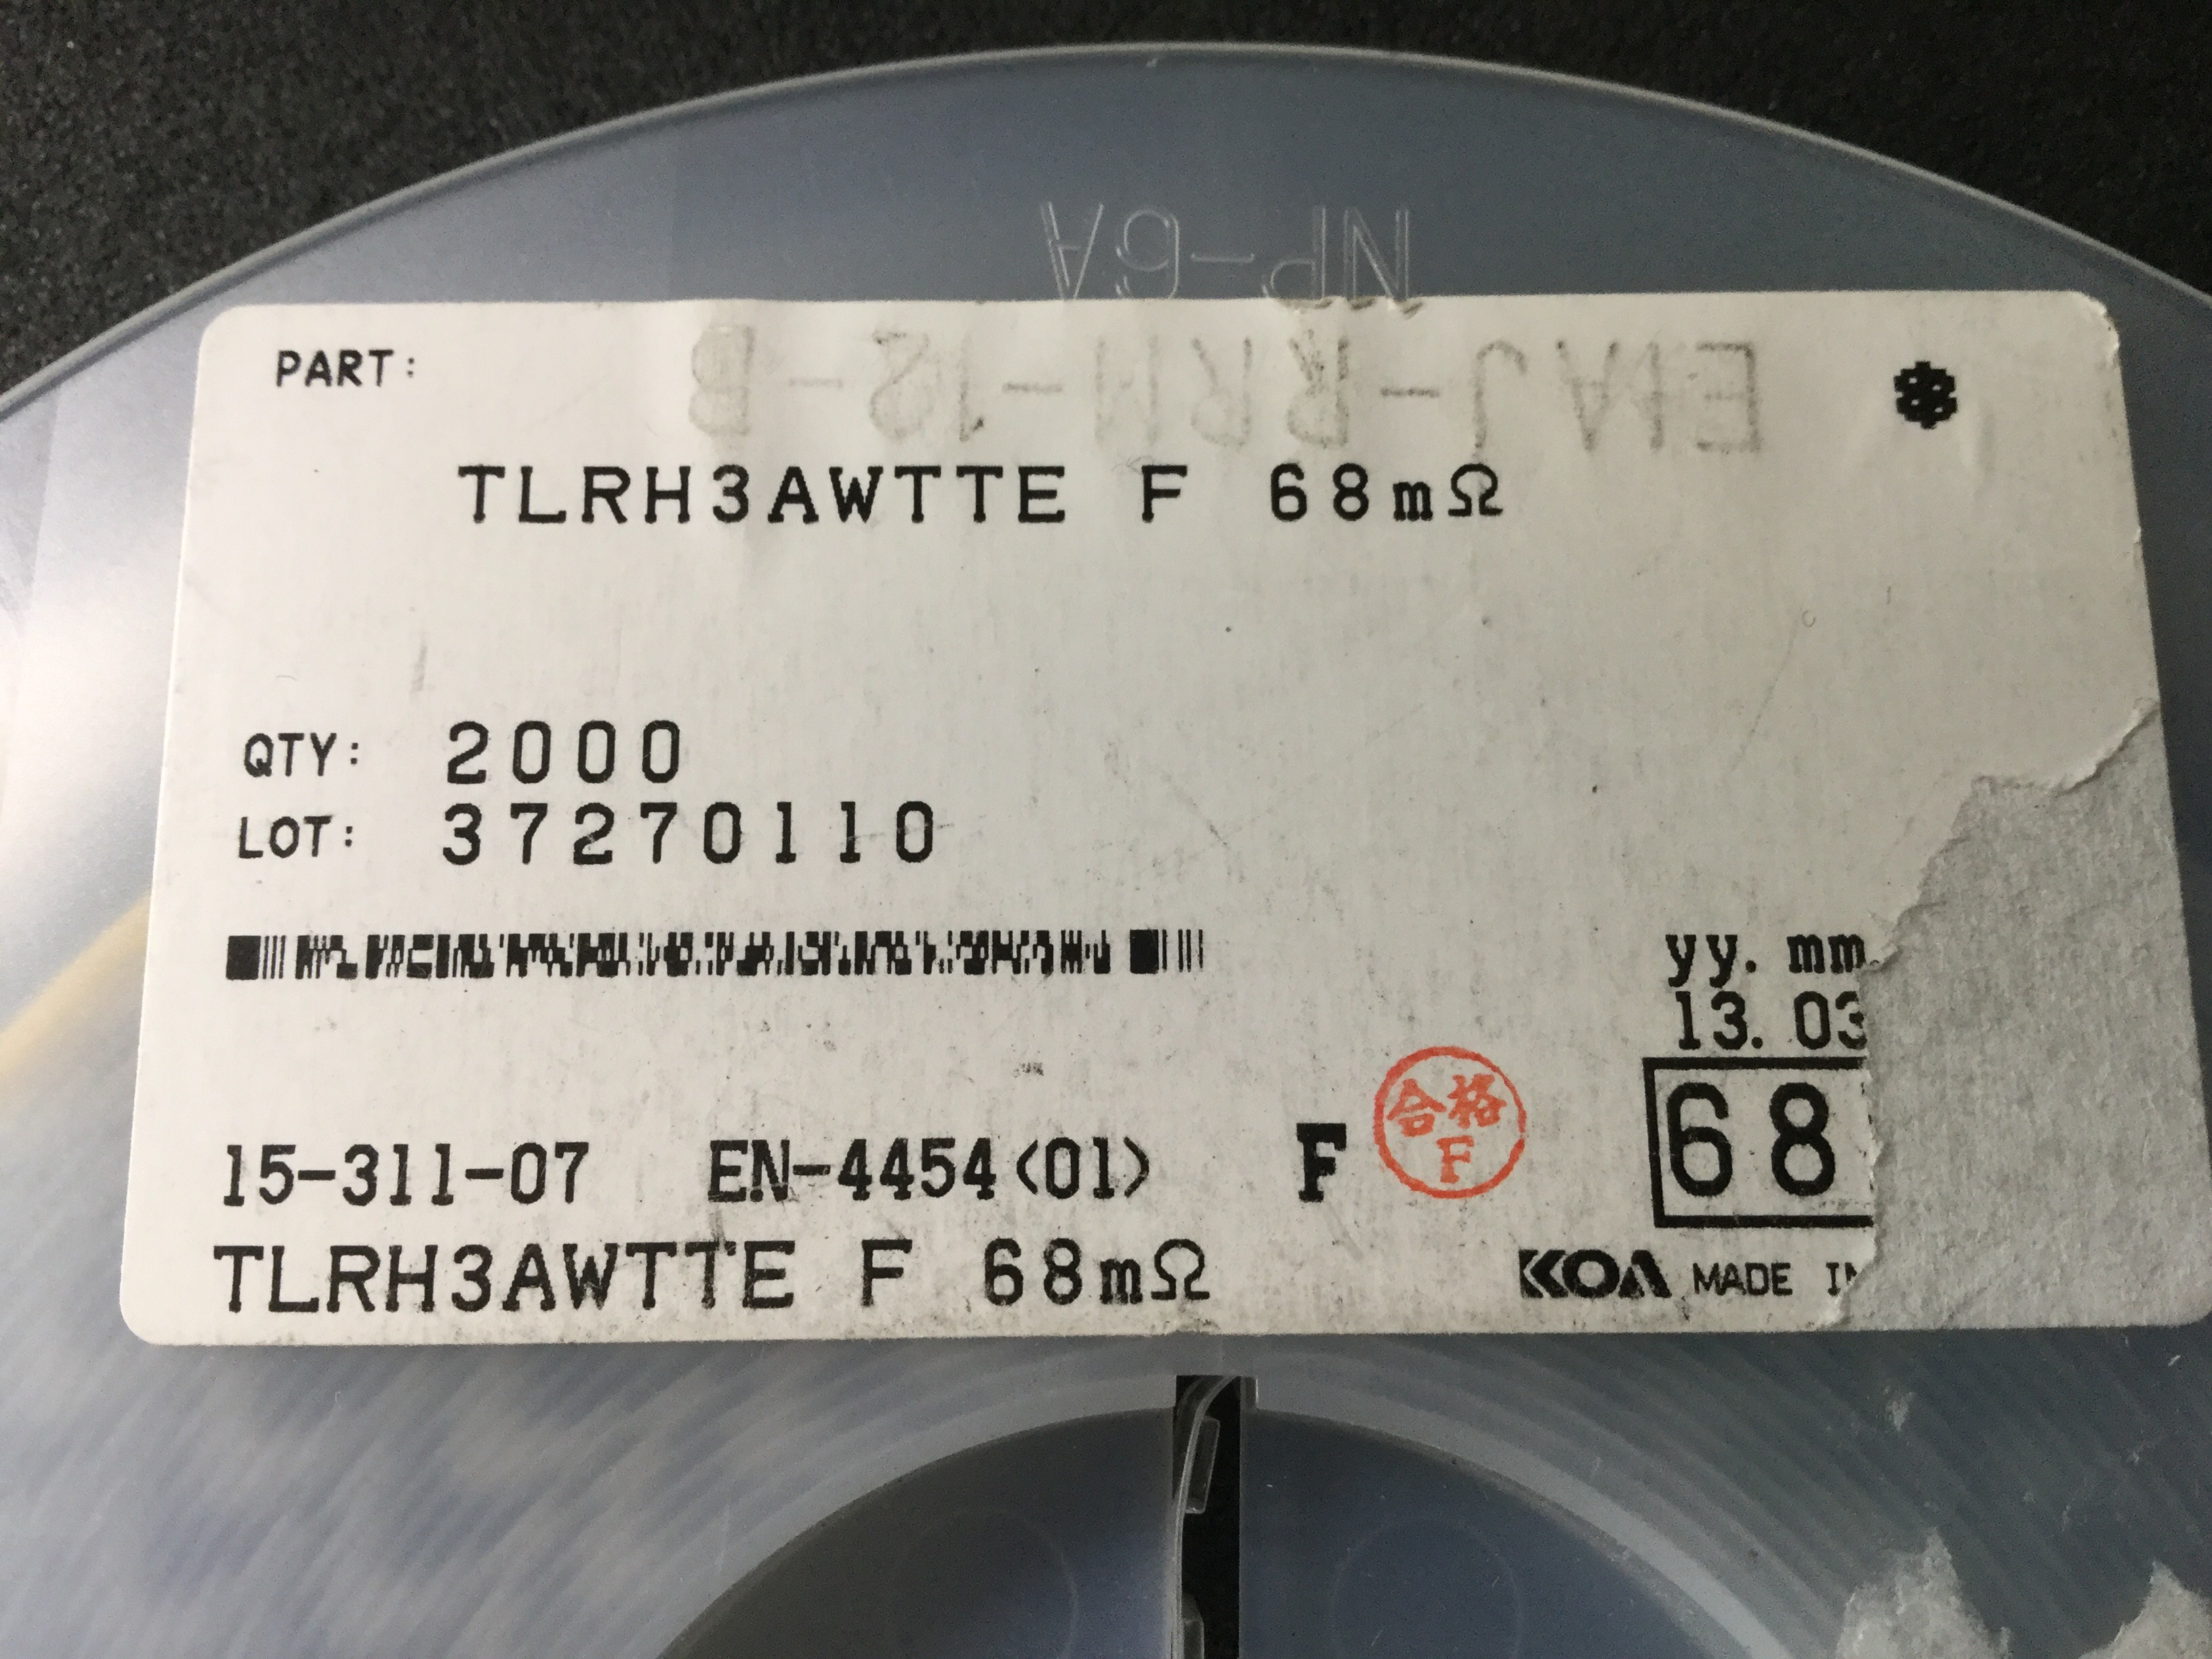 NP-6A
EIAJ-RRM-12-B
PART:
TLRH3AWTTE F 68mΩ
QTY: 2000
LOT: 37270110
yy. mm
13. 03
15-311-07 EN-4454<01> F 合格 F 68
TLRH3AWTTE F 68mΩ KOA MADE IN